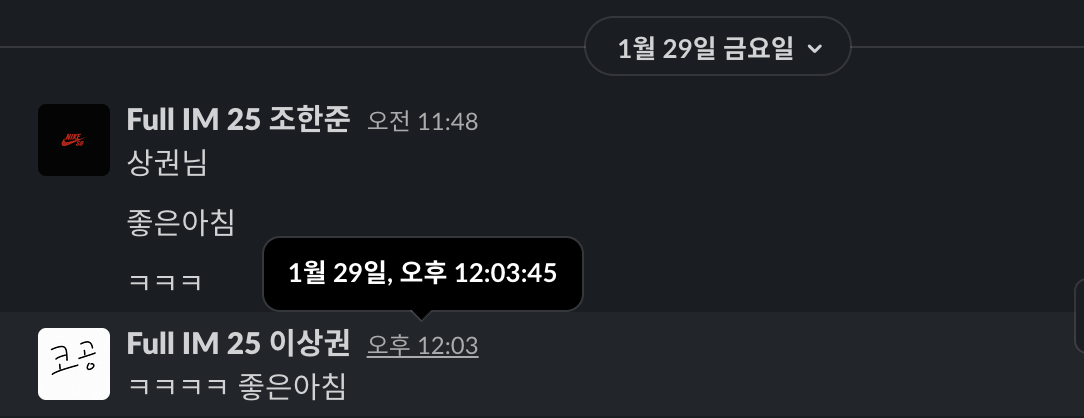 1월 29일 금요일
Full IM 25 조한준 오전 11:48
상권님
좋은아침
ㅋㅋㅋ
1월 29일, 오후 12:03:45
Full IM 25 이상권 오후 12:03
ㅋㅋㅋㅋ 좋은아침
NIKE SB
코공